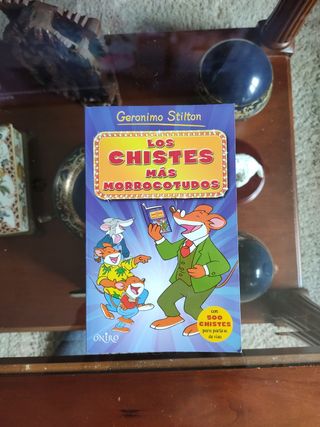 Geronimo Stilton
LOS
CHISTES
MÁS
MORROCOTUDOS
con
500
CHISTES
para partirse
de risa
ONIRO